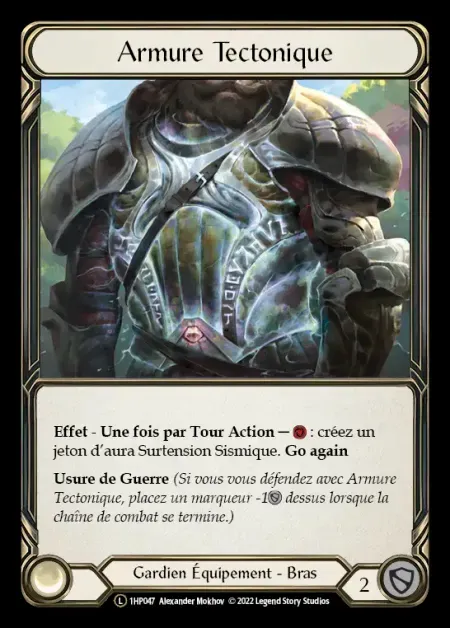 Armure Tectonique
Effet - Une fois par Tour Action — : créez un
jeton d'aura Surtension Sismique. Go again
Usure de Guerre (Si vous vous défendez avec Armure
Tectonique, placez un marqueur -1 dessus lorsque la
chaîne de combat se termine.)
Gardien Équipement - Bras
2
L 1HP047 Alexander Mokhov © 2022 Legend Story Studios